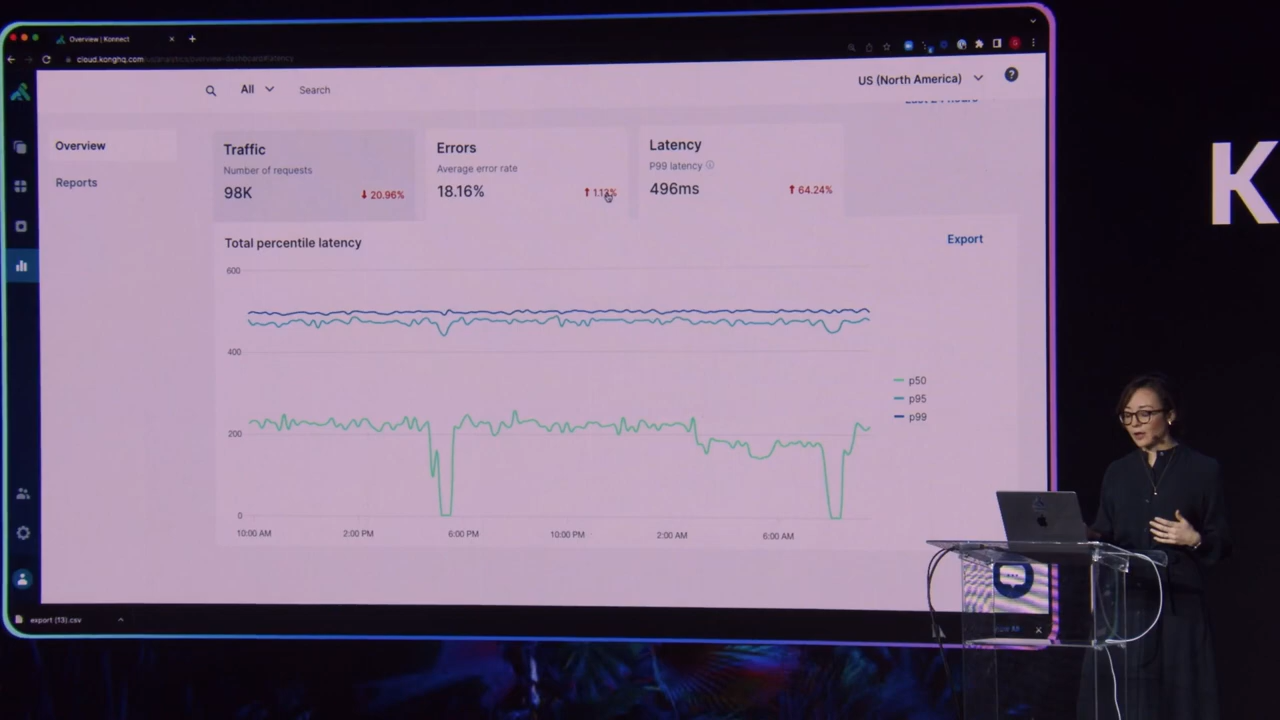 Overview | Konnect
cloud.konghq.com
All
Search
US (North America)
Last 24 hours
Overview
Reports
Traffic
Number of requests
98K
20.96%
Errors
Average error rate
18.16%
Latency
P99 latency
496ms
64.24%
Total percentile latency
Export
600
400
200
0
10:00 AM
2:00 PM
6:00 PM
10:00 PM
2:00 AM
6:00 AM
p50
p95
p99
export (13).csv
K